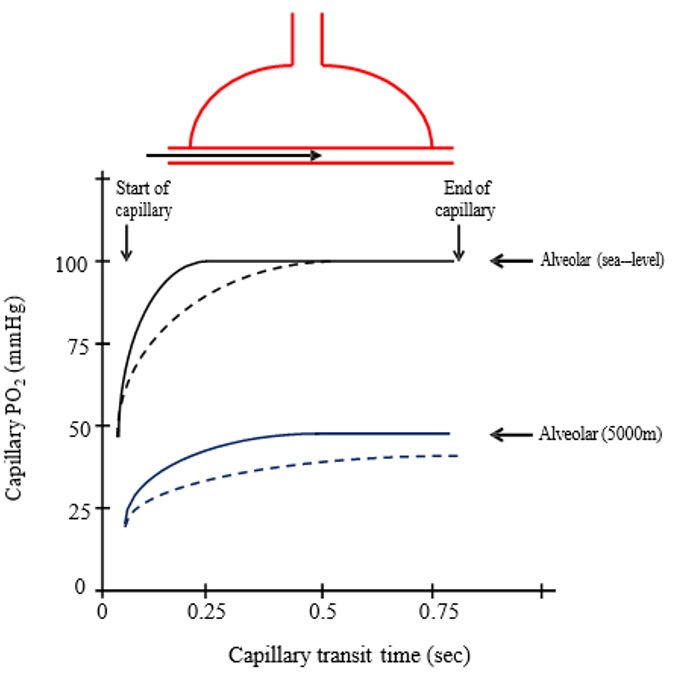 Start of
capillary
End of
capillary
100
Alveolar (sea--level)
75
50
Alveolar (5000m)
25
0
0
0.25
0.5
0.75
Capillary PO2 (mmHg)
Capillary transit time (sec)